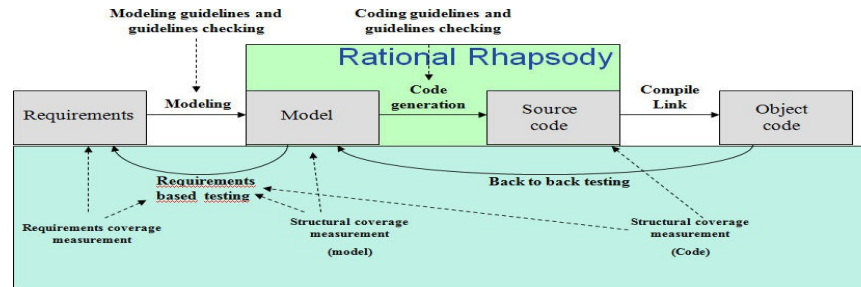 Modeling guidelines and
guidelines checking
Coding guidelines and
guidelines checking
Rational Rhapsody
Requirements
Modeling
Model
Code
generation
Source
code
Compile
Link
Object
code
Requirements
based testing
Back to back testing
Requirements coverage
measurement
Structural coverage
measurement
(model)
Structural coverage
measurement
(Code)